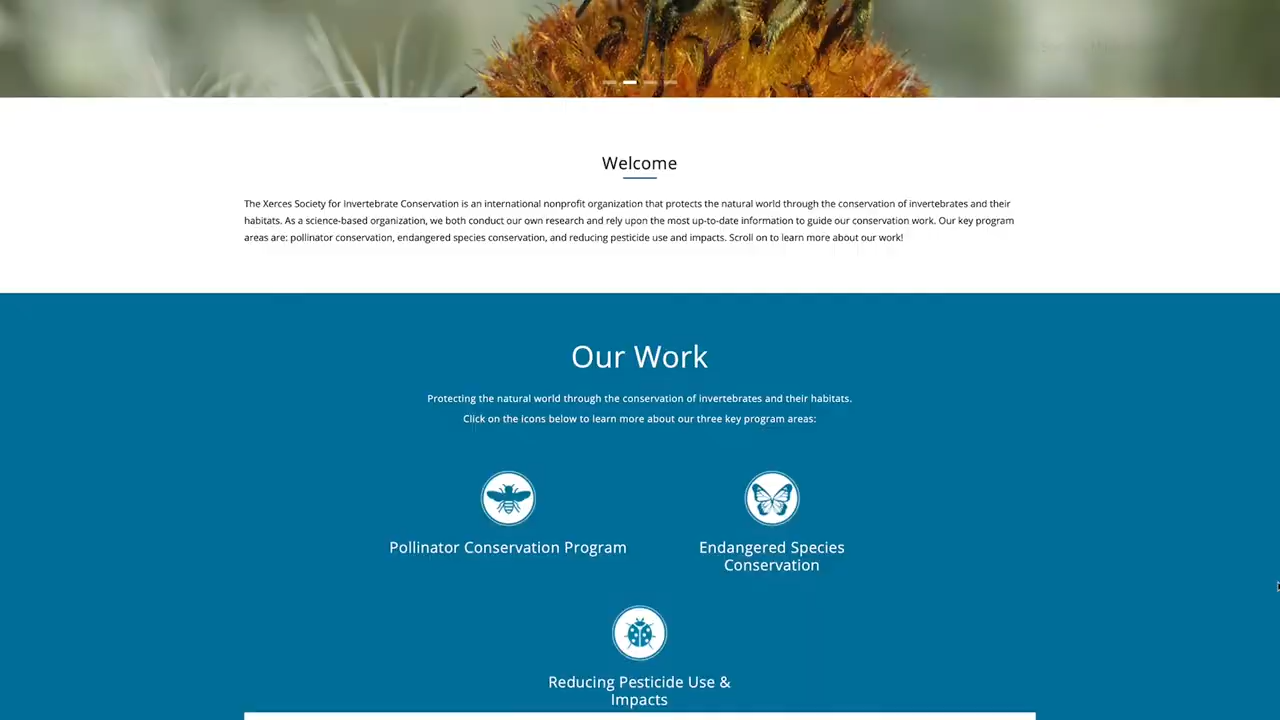 Welcome
The Xerces Society for Invertebrate Conservation is an international nonprofit organization that protects the natural world through the conservation of invertebrates and their
habitats. As a science-based organization, we both conduct our own research and rely upon the most up-to-date information to guide our conservation work. Our key program
areas are: pollinator conservation, endangered species conservation, and reducing pesticide use and impacts. Scroll on to learn more about our work!
Our Work
Protecting the natural world through the conservation of invertebrates and their habitats.
Click on the icons below to learn more about our three key program areas:
Pollinator Conservation Program
Endangered Species
Conservation
Reducing Pesticide Use &
Impacts